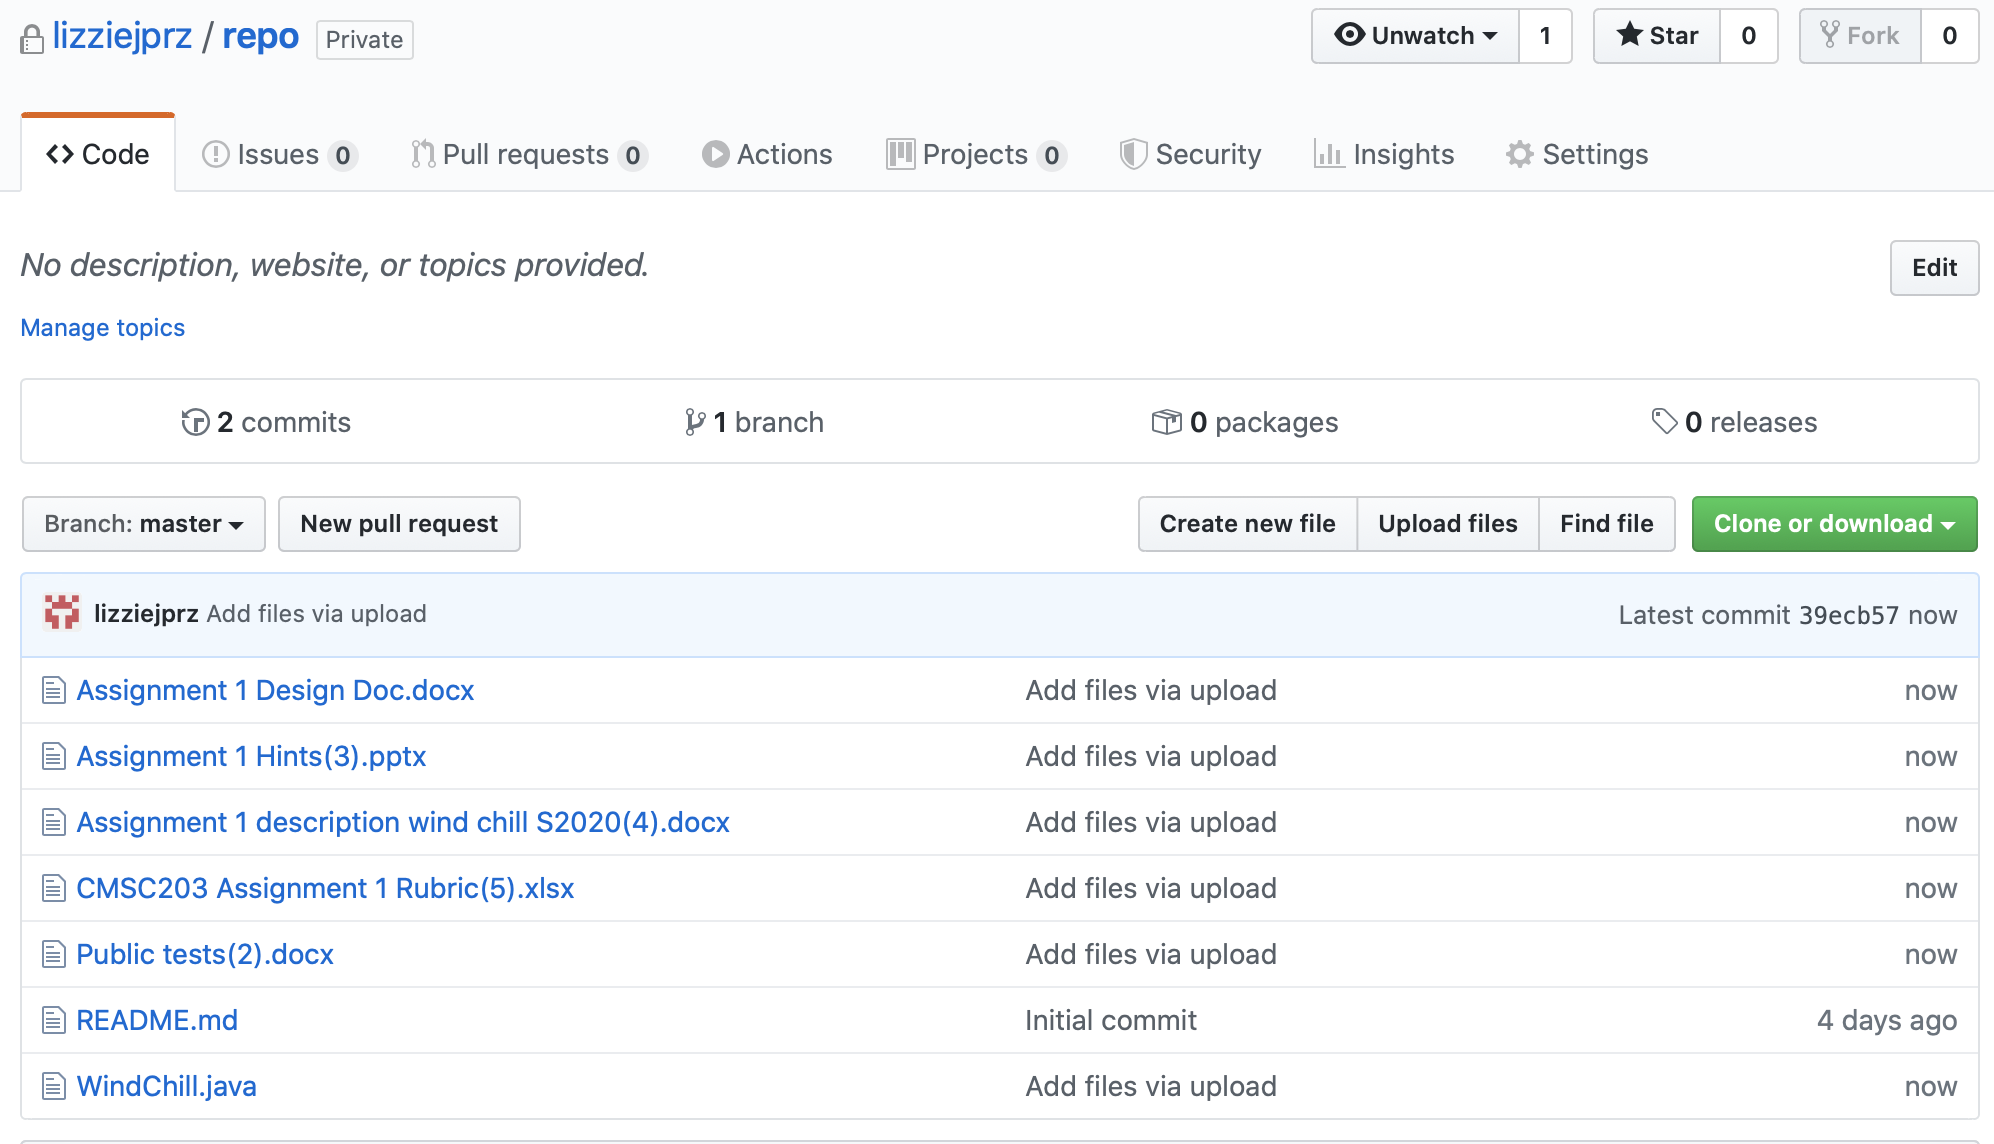 lizziejprz / repo Private Unwatch 1 Star 0 Fork 0
Code Issues 0 Pull requests 0 Actions Projects 0 Security Insights Settings
No description, website, or topics provided. Edit
Manage topics
2 commits 1 branch 0 packages 0 releases
Branch: master New pull request Create new file Upload files Find file Clone or download
lizziejprz Add files via upload Latest commit 39ecb57 now
Assignment 1 Design Doc.docx Add files via upload now
Assignment 1 Hints(3).pptx Add files via upload now
Assignment 1 description wind chill S2020(4).docx Add files via upload now
CMSC203 Assignment 1 Rubric(5).xlsx Add files via upload now
Public tests(2).docx Add files via upload now
README.md Initial commit 4 days ago
WindChill.java Add files via upload now